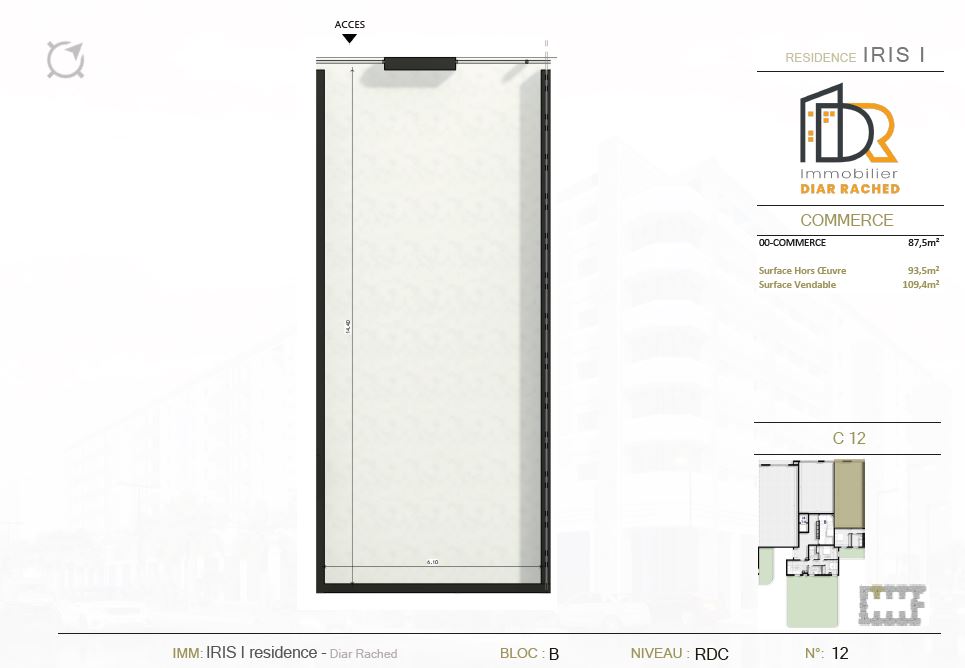 ACCES
RESIDENCE IRIS I
DR
Immobilier
DIAR RACHED
COMMERCE
00-COMMERCE 87,5m²
Surface Hors Œuvre 93,5m²
Surface Vendable 109,4m²
14.40
6.10
C 12
IMM: IRIS I residence - Diar Rached BLOC : B NIVEAU : RDC N°: 12